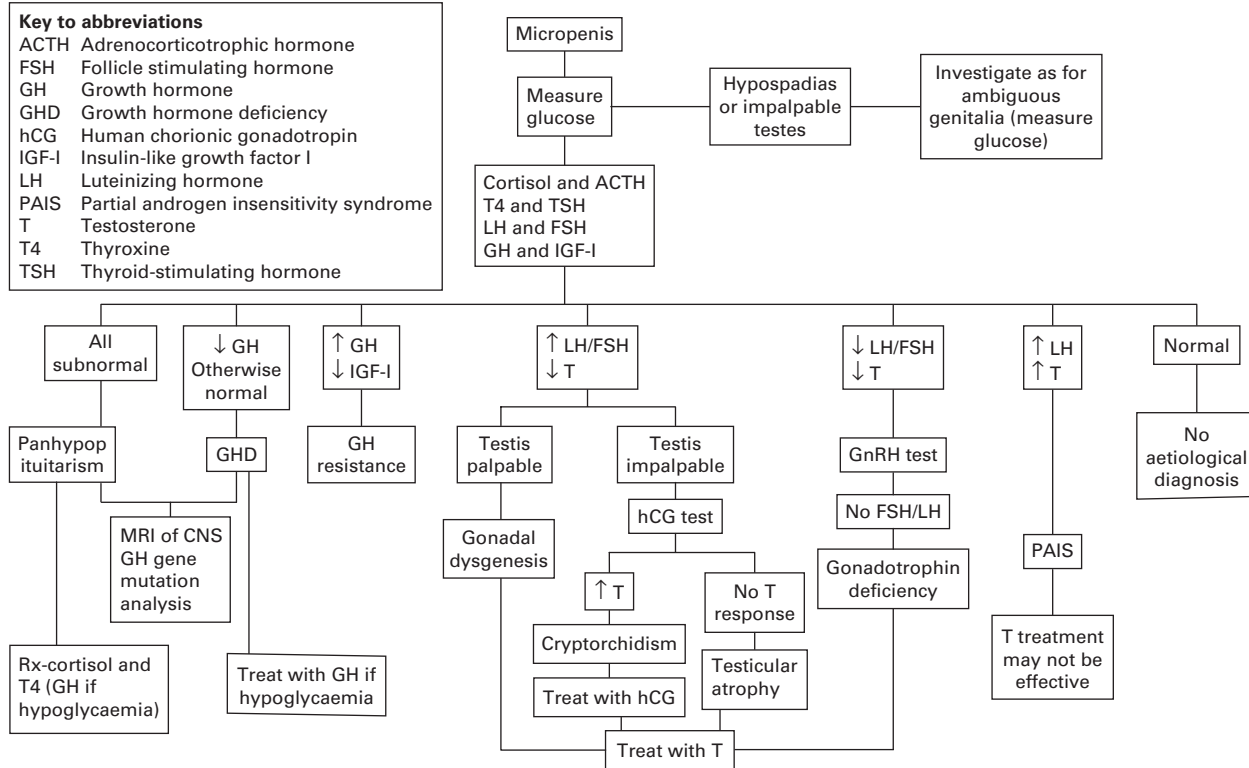 Key to abbreviations
ACTH Adrenocorticotrophic hormone
FSH Follicle stimulating hormone
GH Growth hormone
GHD Growth hormone deficiency
hCG Human chorionic gonadotropin
IGF-I Insulin-like growth factor I
LH Luteinizing hormone
PAIS Partial androgen insensitivity syndrome
T Testosterone
T4 Thyroxine
TSH Thyroid-stimulating hormone
Micropenis
Measure
glucose
Hypospadias
or impalpable
testes
Investigate as for
ambiguous
genitalia (measure
glucose)
Cortisol and ACTH
T4 and TSH
LH and FSH
GH and IGF-I
All
subnormal
↓ GH
Otherwise
normal
↑ GH
↓ IGF-I
↑ LH/FSH
↓ T
↓ LH/FSH
↓ T
↑ LH
↑ T
Normal
Panhypop
ituitarism
GHD
GH
resistance
Testis
palpable
Testis
impalpable
GnRH test
No
aetiological
diagnosis
MRI of CNS
GH gene
mutation
analysis
Gonadal
dysgenesis
hCG test
No FSH/LH
PAIS
↑ T
No T
response
Gonadotrophin
deficiency
Cryptorchidism
Testicular
atrophy
T treatment
may not be
effective
Rx-cortisol and
T4 (GH if
hypoglycaemia)
Treat with GH if
hypoglycaemia
Treat with hCG
Treat with T